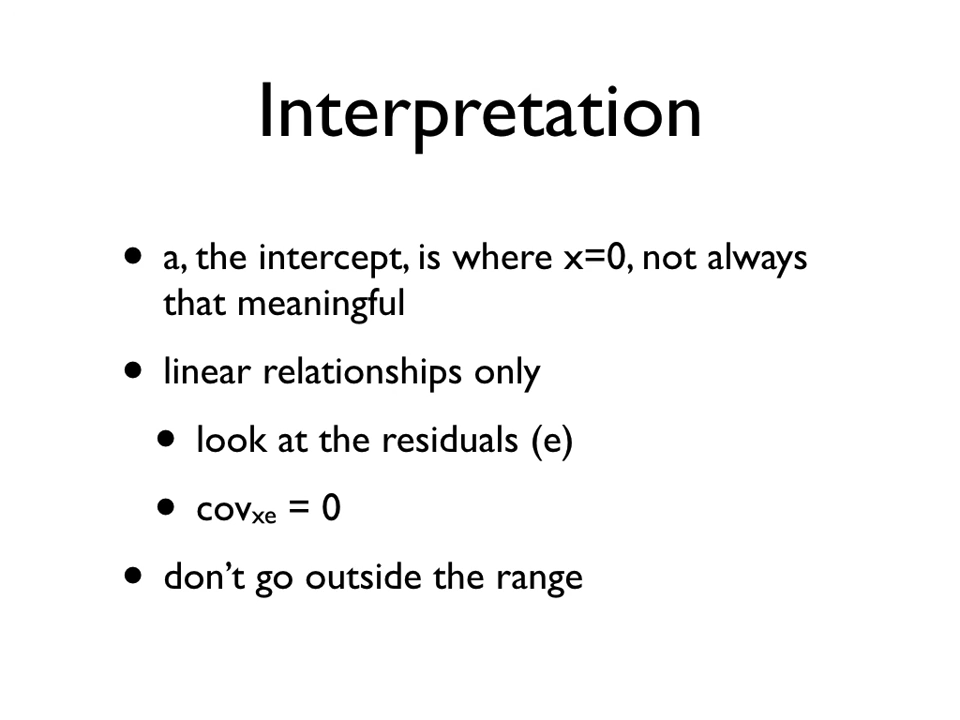 Interpretation
• a, the intercept, is where x=0, not always
that meaningful
• linear relationships only
• look at the residuals (e)
• covₓₑ = 0
• don’t go outside the range